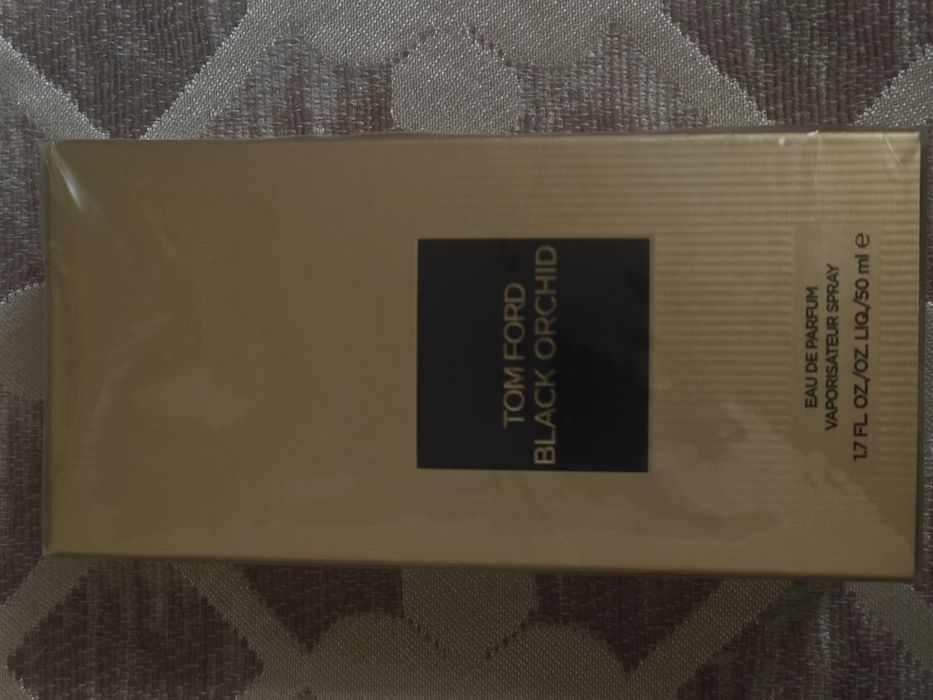 TOM FORD
BLACK ORCHID
EAU DE PARFUM
VAPORISATEUR SPRAY
1.7 FL OZ./OZ. LIQ./50 ml ℮